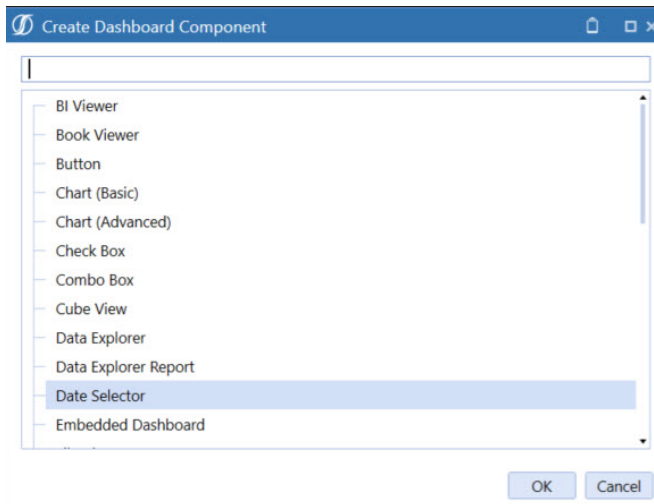 Create Dashboard Component
BI Viewer
Book Viewer
Button
Chart (Basic)
Chart (Advanced)
Check Box
Combo Box
Cube View
Data Explorer
Data Explorer Report
Date Selector
Embedded Dashboard
OK Cancel